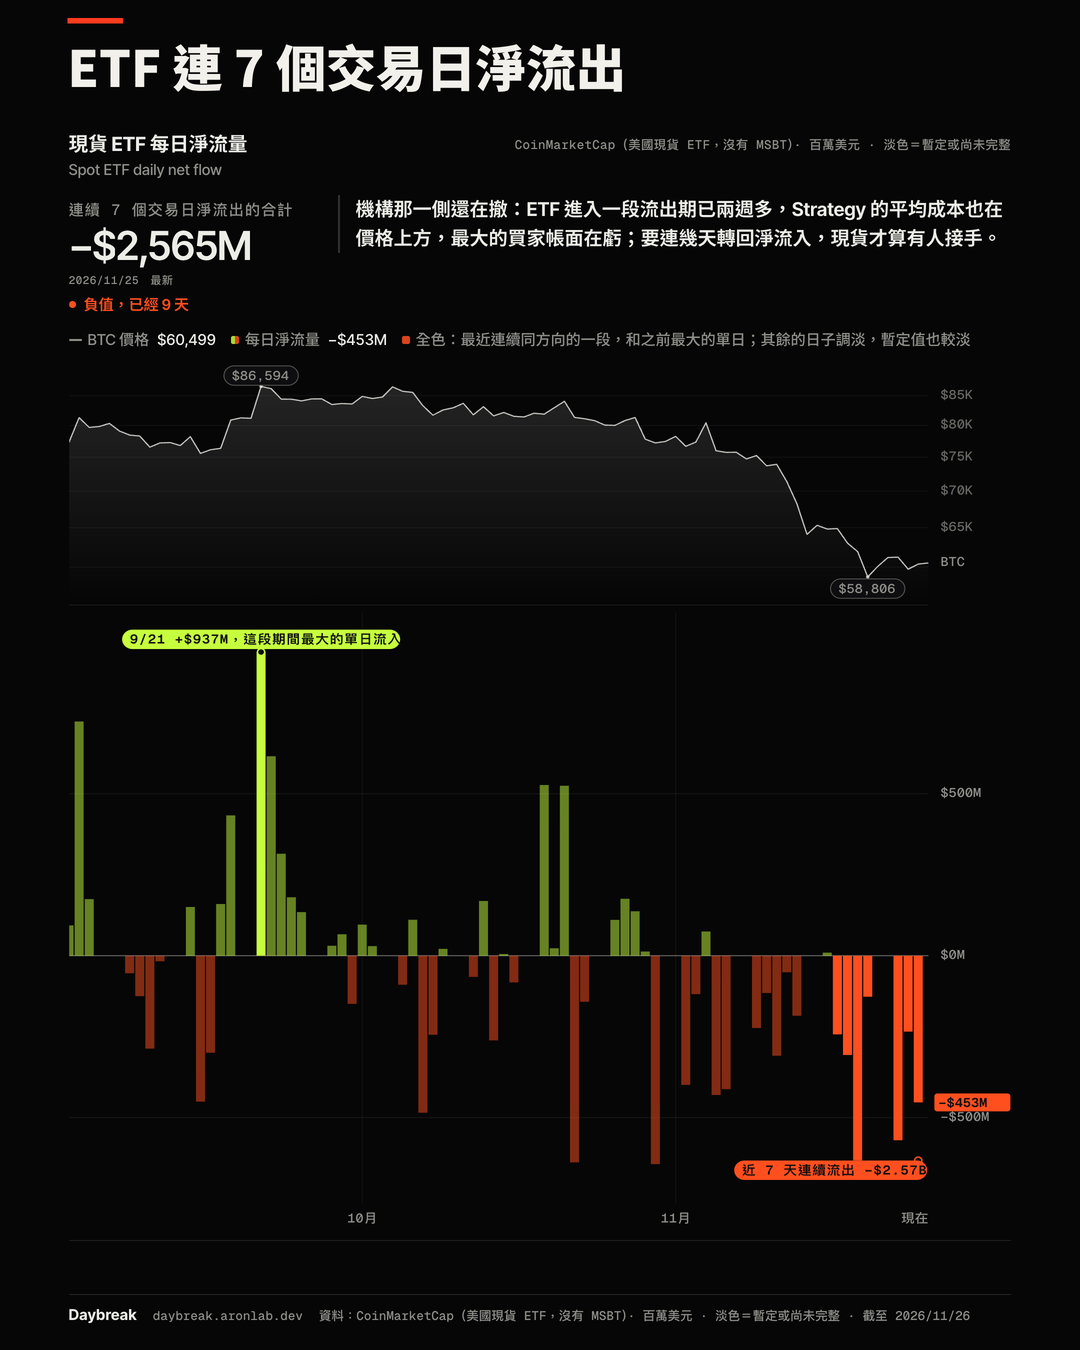 ETF 連 7 個交易日淨流出
現貨 ETF 每日淨流量
CoinMarketCap (美國現貨 ETF，沒有 MSBT)· 百萬美元 · 淡色＝暫定或尚未完整
Spot ETF daily net flow
連續 7 個交易日淨流出的合計
−$2,565M
2026/11/25 最新
負值，已經 9 天
機構那一側還在撤：ETF 進入一段流出期已兩週多，Strategy 的平均成本也在
價格上方，最大的買家帳面在虧；要連幾天轉回淨流入，現貨才算有人接手。
BTC 價格 $60,499 每日淨流量 −$453M 全色：最近連續同方向的一段，和之前最大的單日；其餘的日子調淡，暫定值也較淡
$86,594
$85K
$80K
$75K
$70K
$65K
BTC
$58,806
9/21 +$937M，這段期間最大的單日流入
$500M
$0M
−$453M
−$500M
近 7 天連續流出 −$2.57B
10月
11月
現在
Daybreak daybreak.aronlab.dev 資料：CoinMarketCap (美國現貨 ETF，沒有 MSBT)· 百萬美元 · 淡色＝暫定或尚未完整 · 截至 2026/11/26